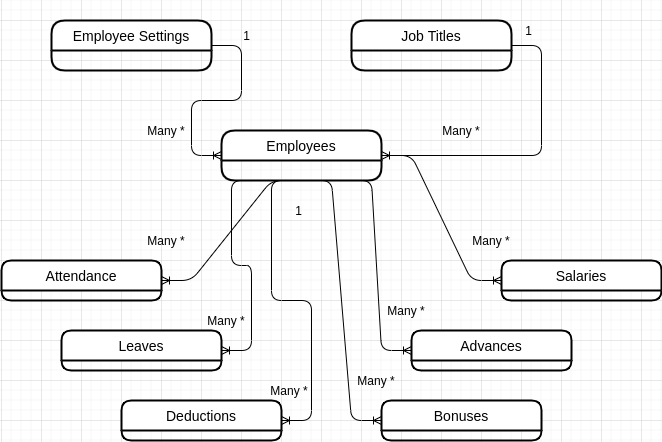 1
1
Employee Settings
Job Titles
Many *
Many *
Employees
1
Many *
Many *
Attendance
Salaries
Many *
Many *
Leaves
Advances
Many *
Many *
Deductions
Bonuses